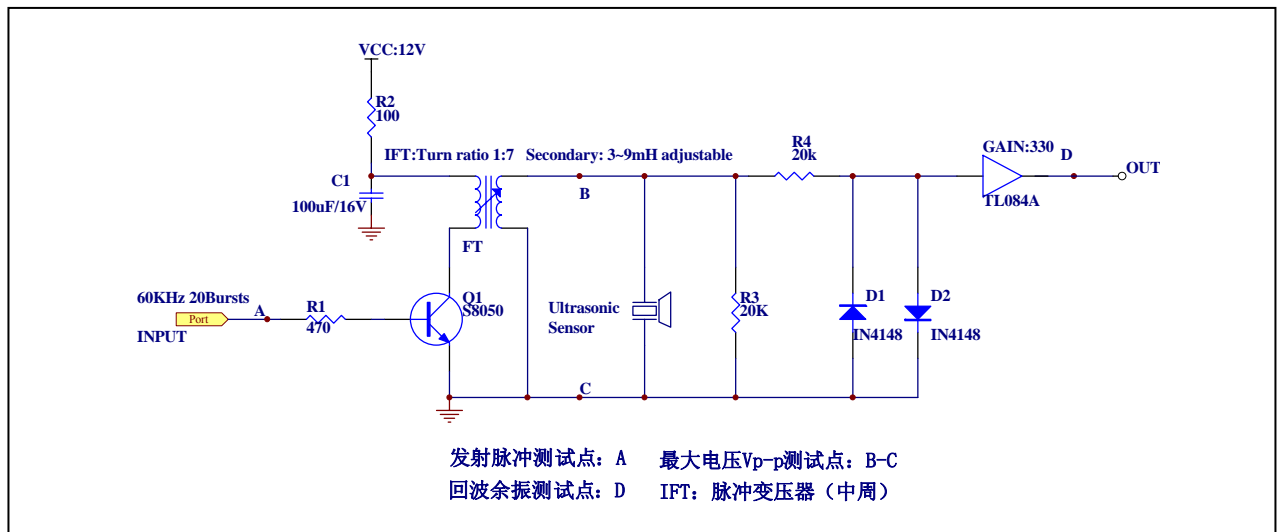 VCC:12V
R2
100
IFT:Turn ratio 1:7 Secondary: 3~9mH adjustable
R4
20k
GAIN:330
D
OUT
C1
100uF/16V
B
TL084A
FT
60KHz 20Bursts
A
R1
470
Q1
S8050
Port
INPUT
Ultrasonic
Sensor
R3
20K
D1
IN4148
D2
IN4148
C
发射脉冲测试点: A 最大电压Vp-p测试点: B-C
回波余振测试点: D IFT: 脉冲变压器（中周）